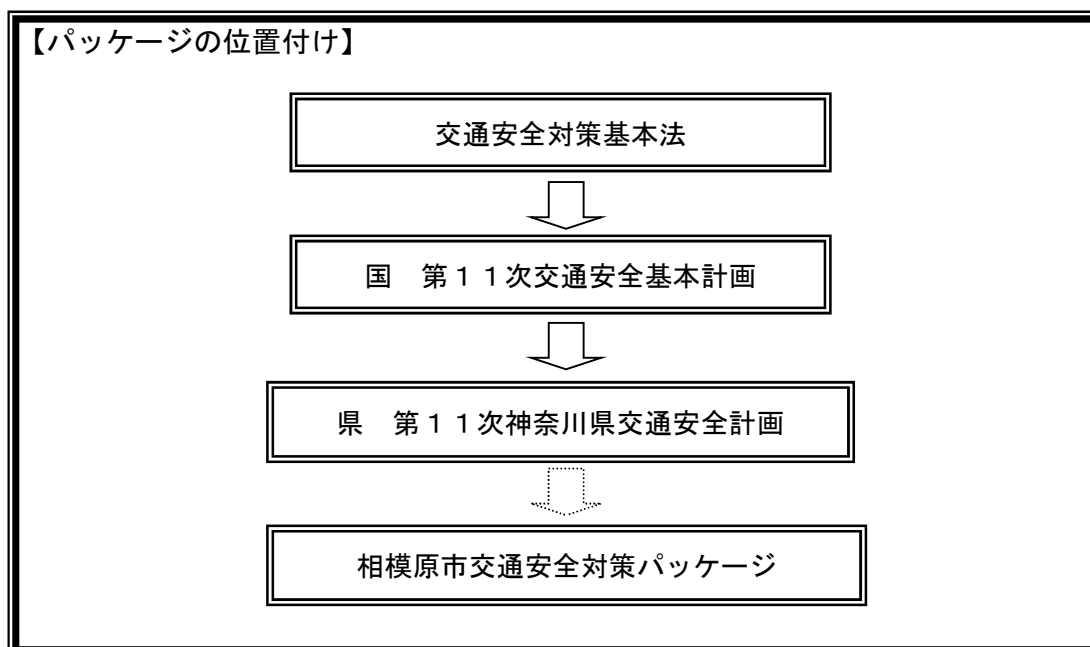 【パッケージの位置付け】
交通安全対策基本法
国　第１１次交通安全基本計画
県　第１１次神奈川県交通安全計画
相模原市交通安全対策パッケージ